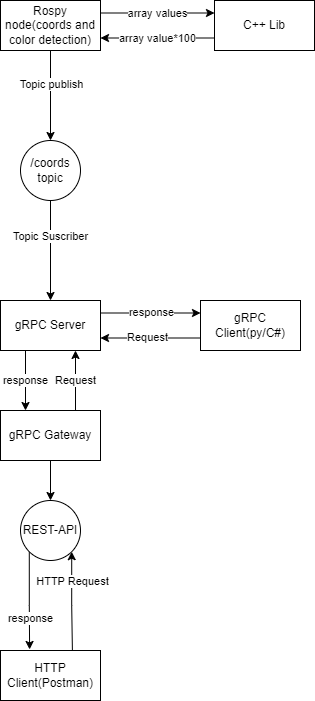 Rospy
node(coords and
color detection)
array values
array value*100
C++ Lib
Topic publish
/coords
topic
Topic Suscriber
gRPC Server
response
Request
gRPC
Client(py/C#)
response
Request
gRPC Gateway
REST-API
HTTP Request
response
HTTP
Client(Postman)